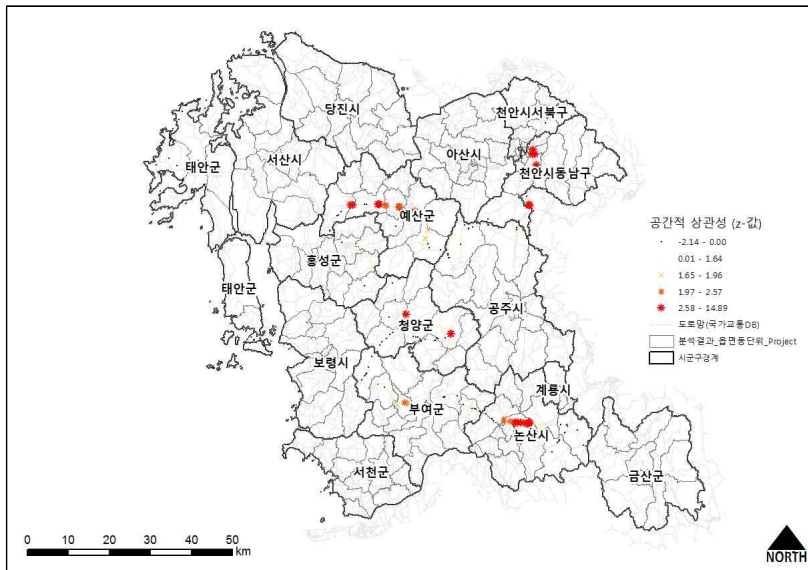 당진시
천안시서북구
아산시
서산시
태안군
천안시동남구
예산군
홍성군
태안군
공주시
청양군
보령시
계룡시
부여군
논산시
서천군
금산군
공간적 상관성 (z-값)
-2.14 - 0.00
0.01 - 1.64
1.65 - 1.96
1.97 - 2.57
2.58 - 14.89
도로망(국가교통DB)
분석결과_읍면동단위_Project
시군구경계
0 10 20 30 40 50
km
NORTH